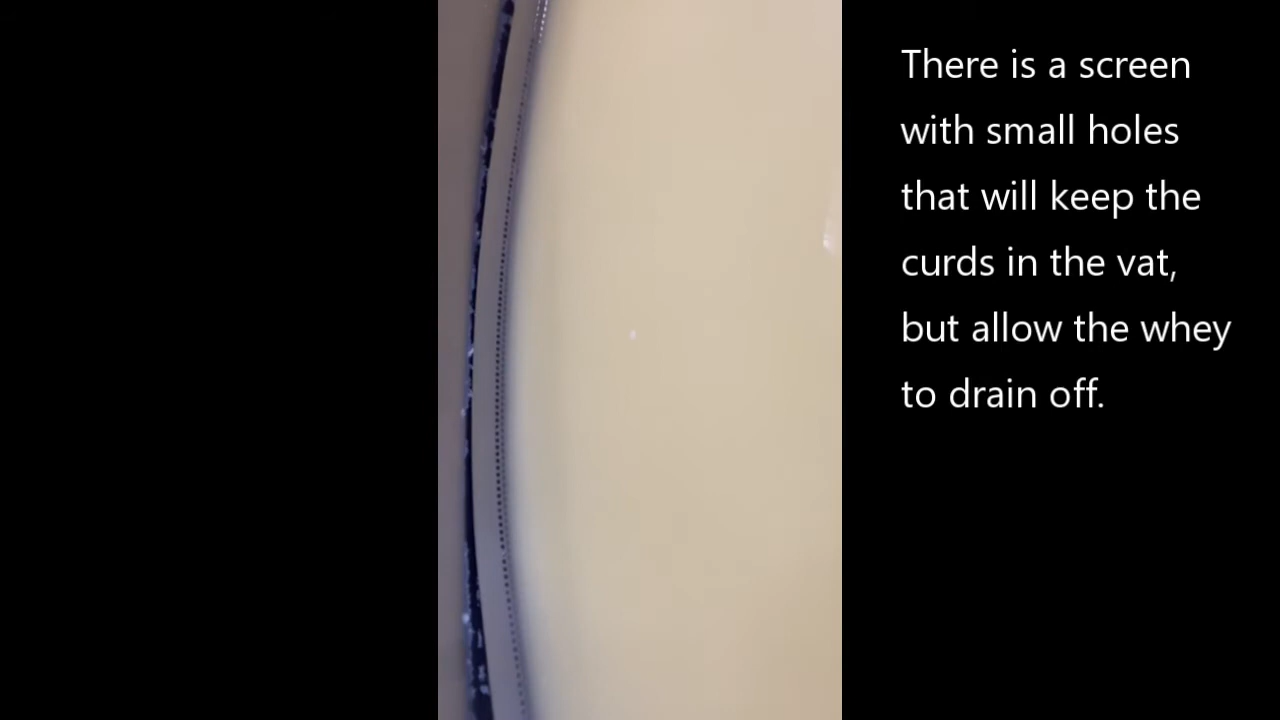 There is a screen
with small holes
that will keep the
curds in the vat,
but allow the whey
to drain off.